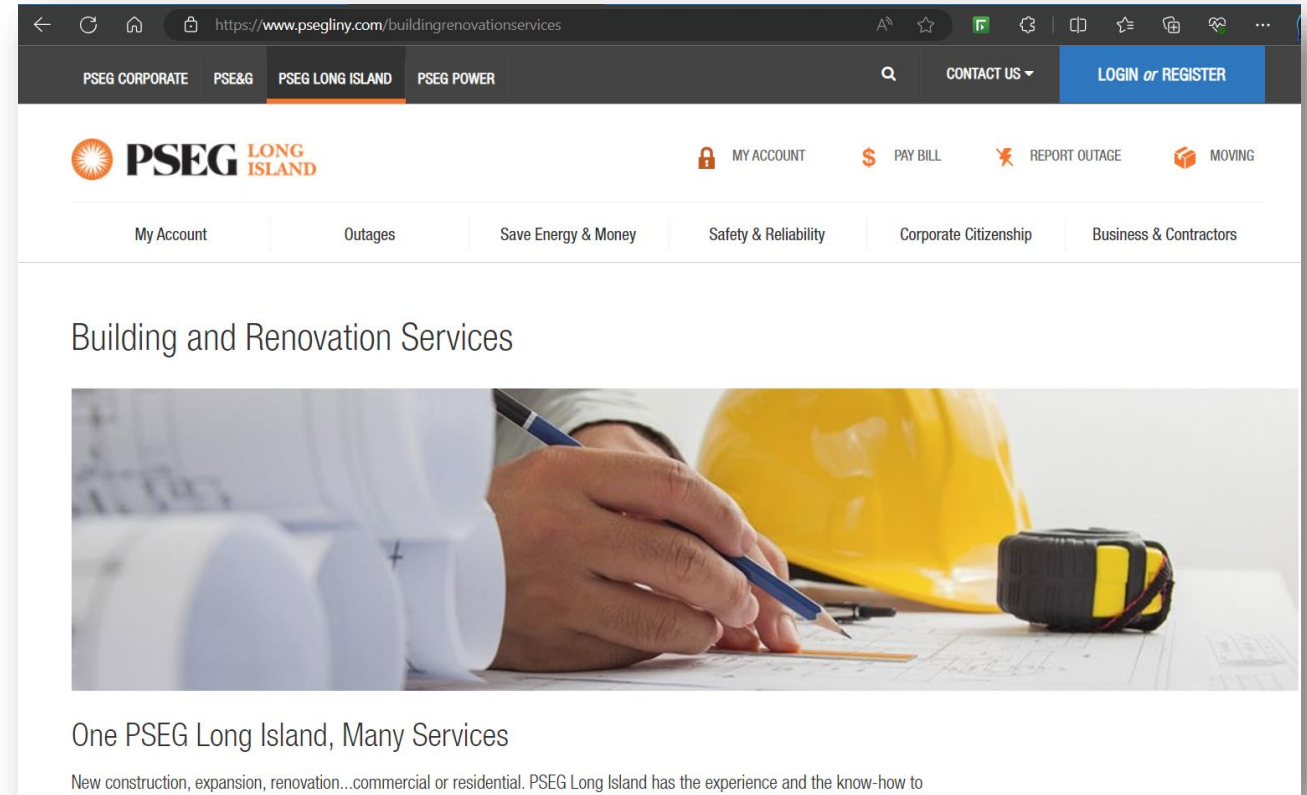 https://www.psegliny.com/buildingrenovationservices
PSEG CORPORATE PSE&G PSEG LONG ISLAND PSEG POWER CONTACT US LOGIN or REGISTER
PSEG LONG ISLAND
MY ACCOUNT PAY BILL REPORT OUTAGE MOVING
My Account Outages Save Energy & Money Safety & Reliability Corporate Citizenship Business & Contractors
Building and Renovation Services
One PSEG Long Island, Many Services
New construction, expansion, renovation...commercial or residential. PSEG Long Island has the experience and the know-how to